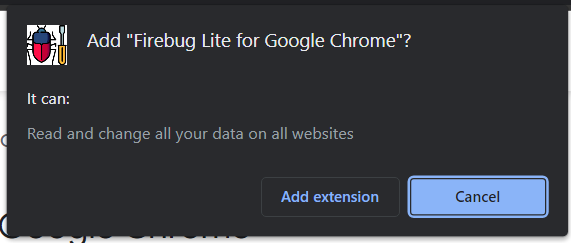 Add "Firebug Lite for Google Chrome"?
It can:
Read and change all your data on all websites
Add extension Cancel